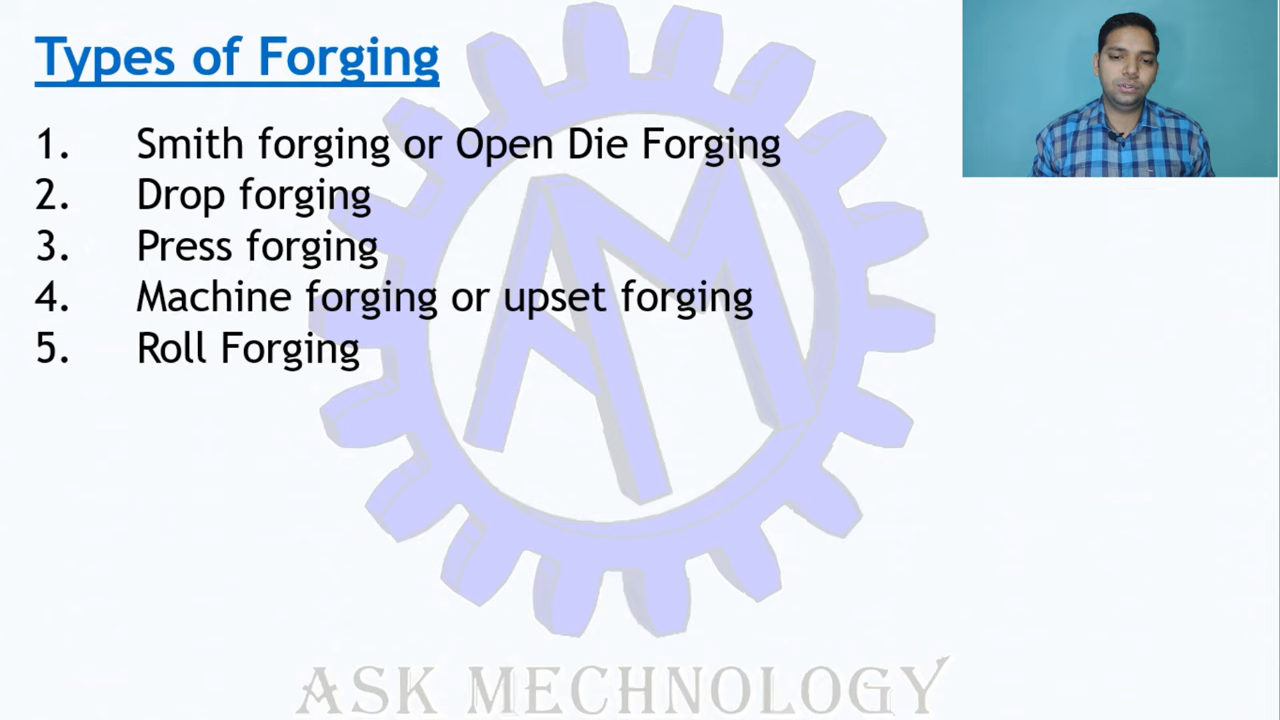 Types of Forging
1. Smith forging or Open Die Forging
2. Drop forging
3. Press forging
4. Machine forging or upset forging
5. Roll Forging
AM
ASK MECHNOLOGY